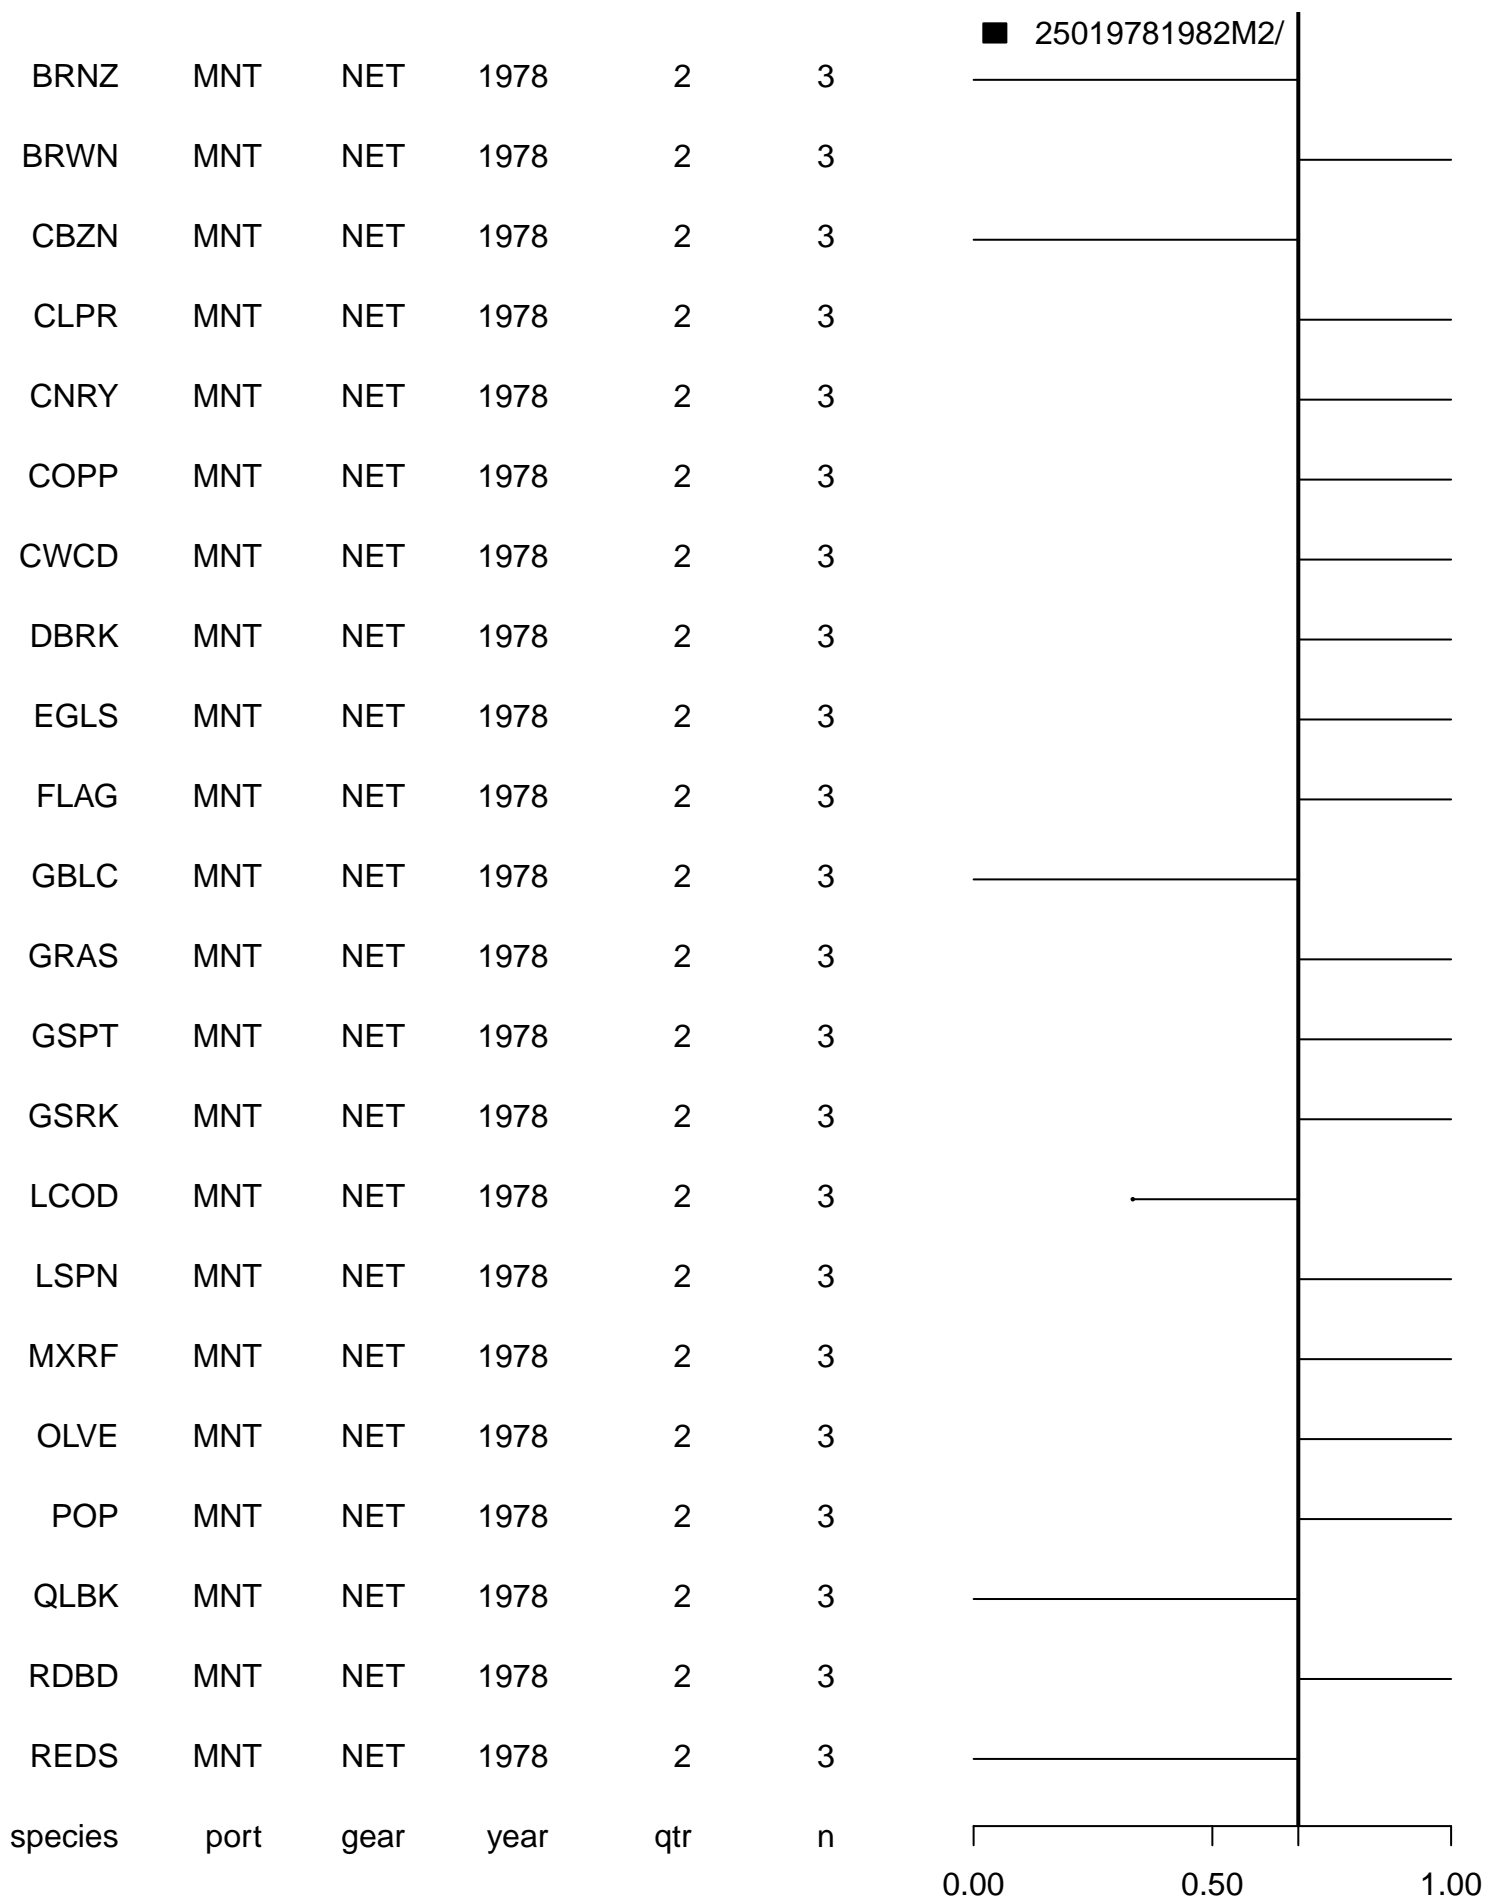 25019781982M2/
BRNZ MNT NET 1978 2 3
BRWN MNT NET 1978 2 3
CBZN MNT NET 1978 2 3
CLPR MNT NET 1978 2 3
CNRY MNT NET 1978 2 3
COPP MNT NET 1978 2 3
CWCD MNT NET 1978 2 3
DBRK MNT NET 1978 2 3
EGLS MNT NET 1978 2 3
FLAG MNT NET 1978 2 3
GBLC MNT NET 1978 2 3
GRAS MNT NET 1978 2 3
GSPT MNT NET 1978 2 3
GSRK MNT NET 1978 2 3
LCOD MNT NET 1978 2 3
LSPN MNT NET 1978 2 3
MXRF MNT NET 1978 2 3
OLVE MNT NET 1978 2 3
POP MNT NET 1978 2 3
QLBK MNT NET 1978 2 3
RDBD MNT NET 1978 2 3
REDS MNT NET 1978 2 3
species port gear year qtr n
0.00 0.50 1.00